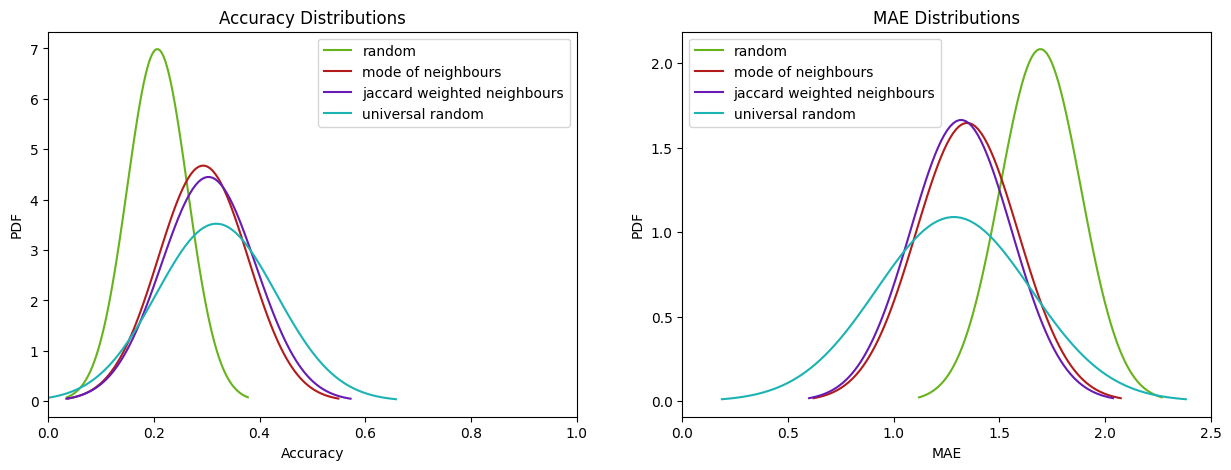 Accuracy Distributions
random
mode of neighbours
jaccard weighted neighbours
universal random
7
6
5
4
3
2
1
0
PDF
0.0
0.2
0.4
0.6
0.8
1.0
Accuracy
MAE Distributions
random
mode of neighbours
jaccard weighted neighbours
universal random
2.0
1.5
1.0
0.5
0.0
PDF
0.0
0.5
1.0
1.5
2.0
2.5
MAE